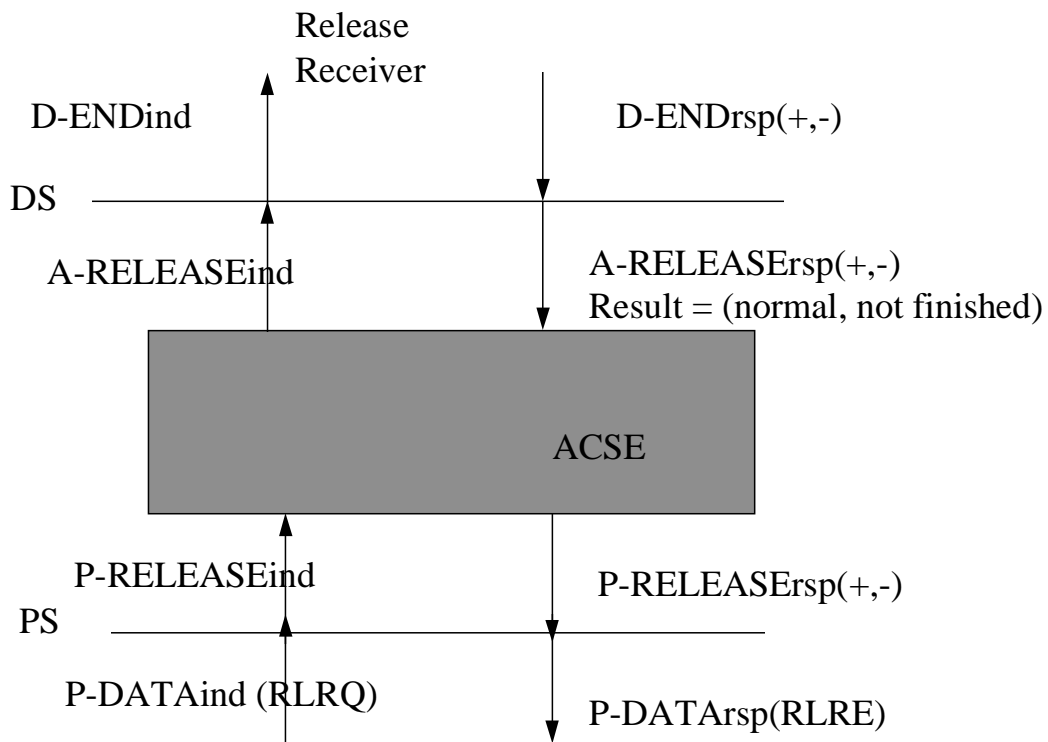 Release
Receiver
D-ENDind
D-ENDrsp(+,-)
DS
A-RELEASEind
A-RELEASErsp(+,-)
Result = (normal, not finished)
ACSE
P-RELEASEind
P-RELEASErsp(+,-)
PS
P-DATAind (RLRQ)
P-DATArsp(RLRE)